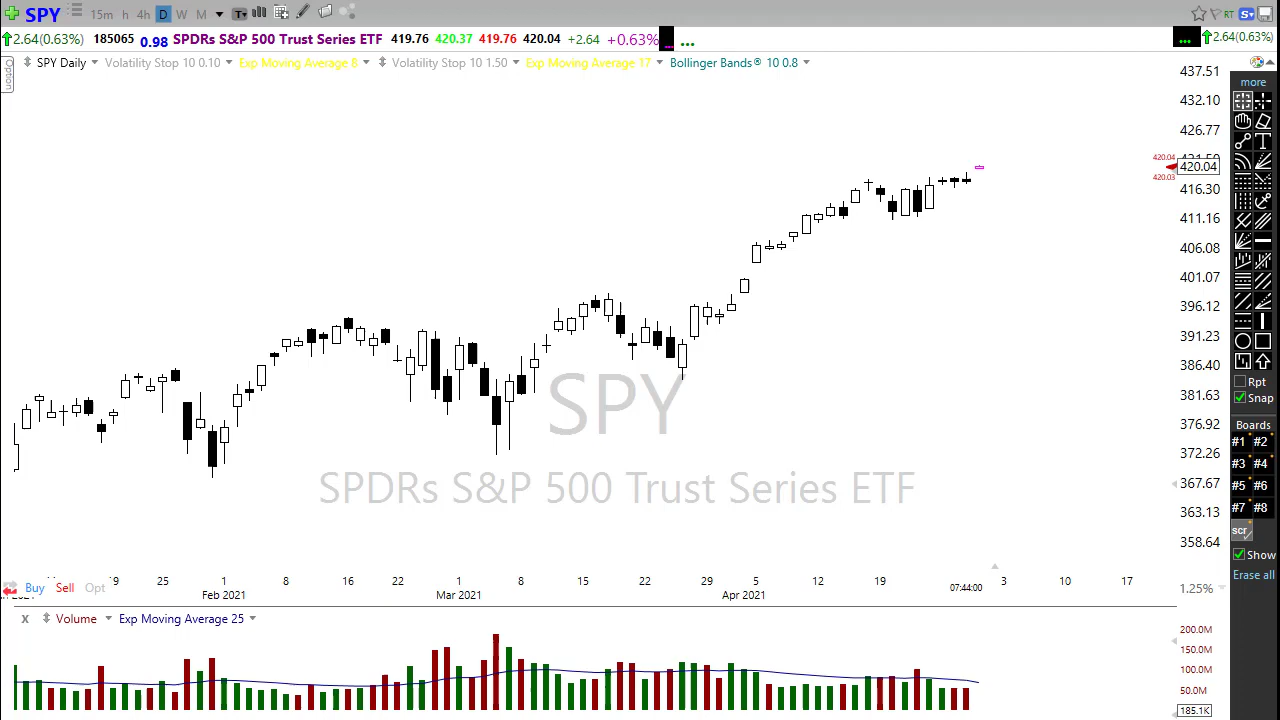 SPY 15m h 4h D W M T RT S
2.64(0.63%) 185065 0.98 SPDRs S&P 500 Trust Series ETF 419.76 420.37 419.76 420.04 +2.64 +0.63% ... ... 2.64(0.63%)
Option SPY Daily Volatility Stop 10 0.10 Exp Moving Average 8 Volatility Stop 10 1.50 Exp Moving Average 17 Bollinger Bands® 10 0.8
437.51
432.10
426.77
420.04
420.04
420.03
416.30
411.16
406.08
401.07
396.12
391.23
386.40
381.63
376.92
372.26
367.67
363.13
358.64
more
T
Rpt
Snap
Boards
#1 #2
#3 #4
#5 #6
#7 #8
scr
Show
Erase all
SPY
SPDRs S&P 500 Trust Series ETF
25 1 8 16 22 1 8 15 22 29 5 12 19 07:44:00 3 10 17
Buy Sell Opt
Feb 2021 Mar 2021 Apr 2021
1.25%
x Volume Exp Moving Average 25
200.0M
150.0M
100.0M
50.0M
185.1K